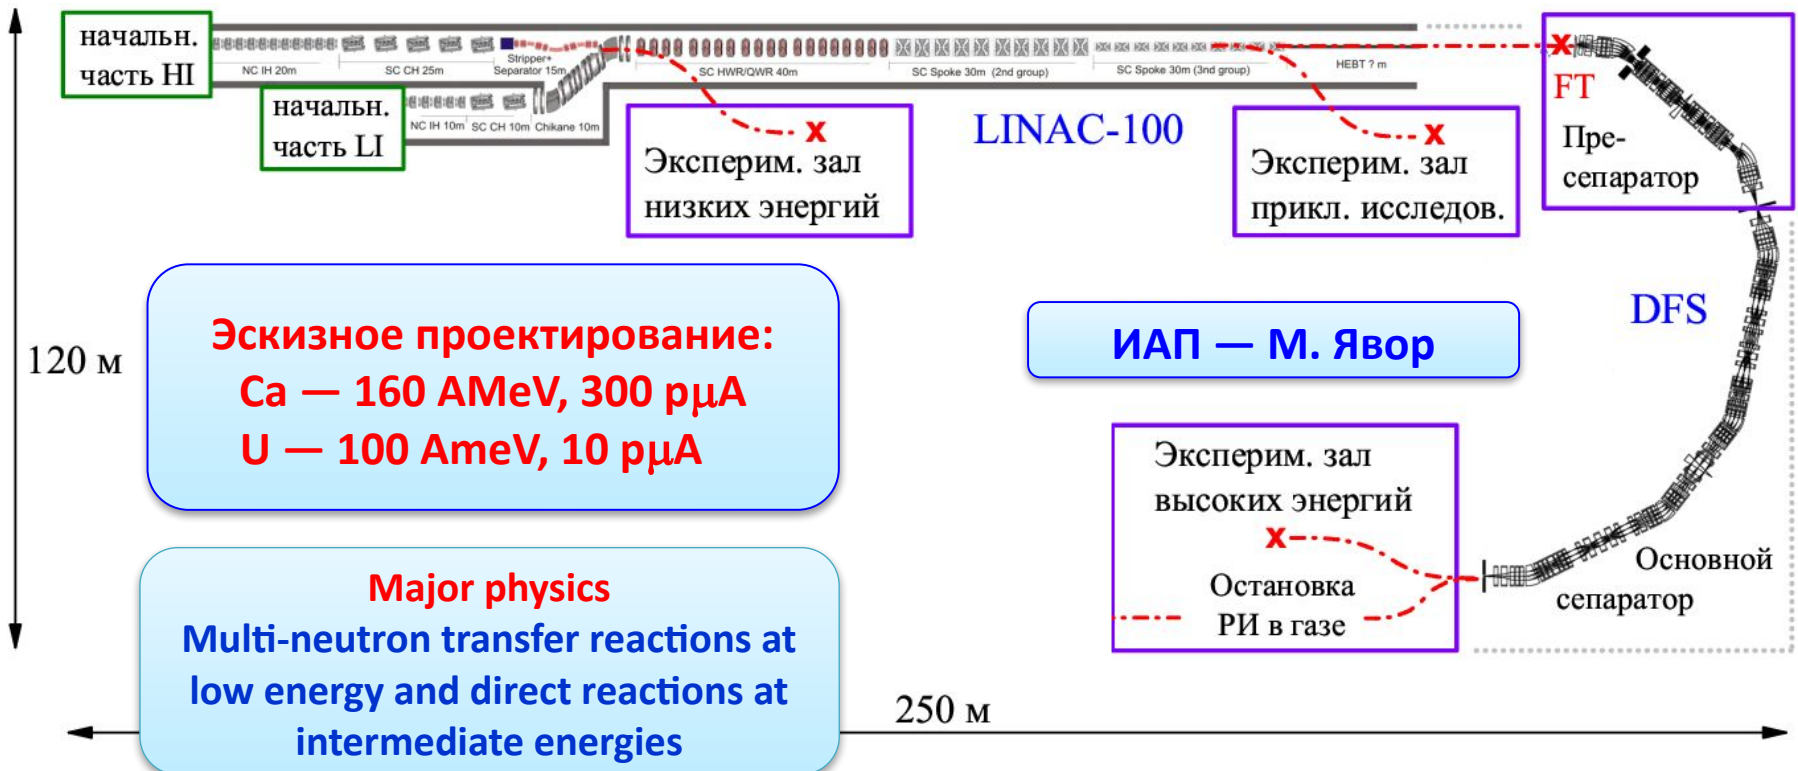 начальн.
часть HI
NC IH 20m
SC CH 25m
Stripper+
Separator 15m
SC HWR/QWR 40m
SC Spoke 30m (2nd group)
SC Spoke 30m (3nd group)
HEBT ? m
начальн.
часть LI
NC IH 10m
SC CH 10m
Chikane 10m
x
Эксперим. зал
низких энергий
LINAC-100
x
Эксперим. зал
прикл. исследов.
x
FT
Пре-
сепаратор
DFS
120 м
Эскизное проектирование:
Ca — 160 AMeV, 300 pμA
U — 100 AmeV, 10 pμA
ИАП — М. Явор
Эксперим. зал
высоких энергий
x
Остановка
РИ в газе
Основной
сепаратор
Major physics
Multi-neutron transfer reactions at
low energy and direct reactions at
intermediate energies
250 м